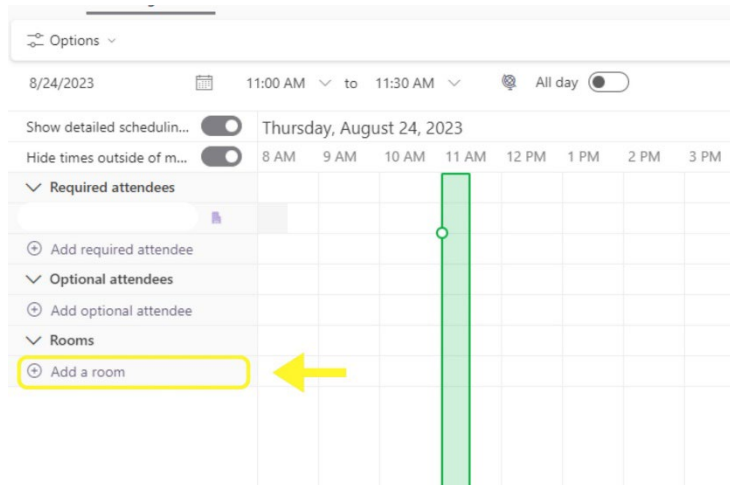 Options
8/24/2023 11:00 AM to 11:30 AM All day
Show detailed schedulin... Thursday, August 24, 2023
Hide times outside of m... 8 AM 9 AM 10 AM 11 AM 12 PM 1 PM 2 PM 3 PM
Required attendees
Add required attendee
Optional attendees
Add optional attendee
Rooms
Add a room